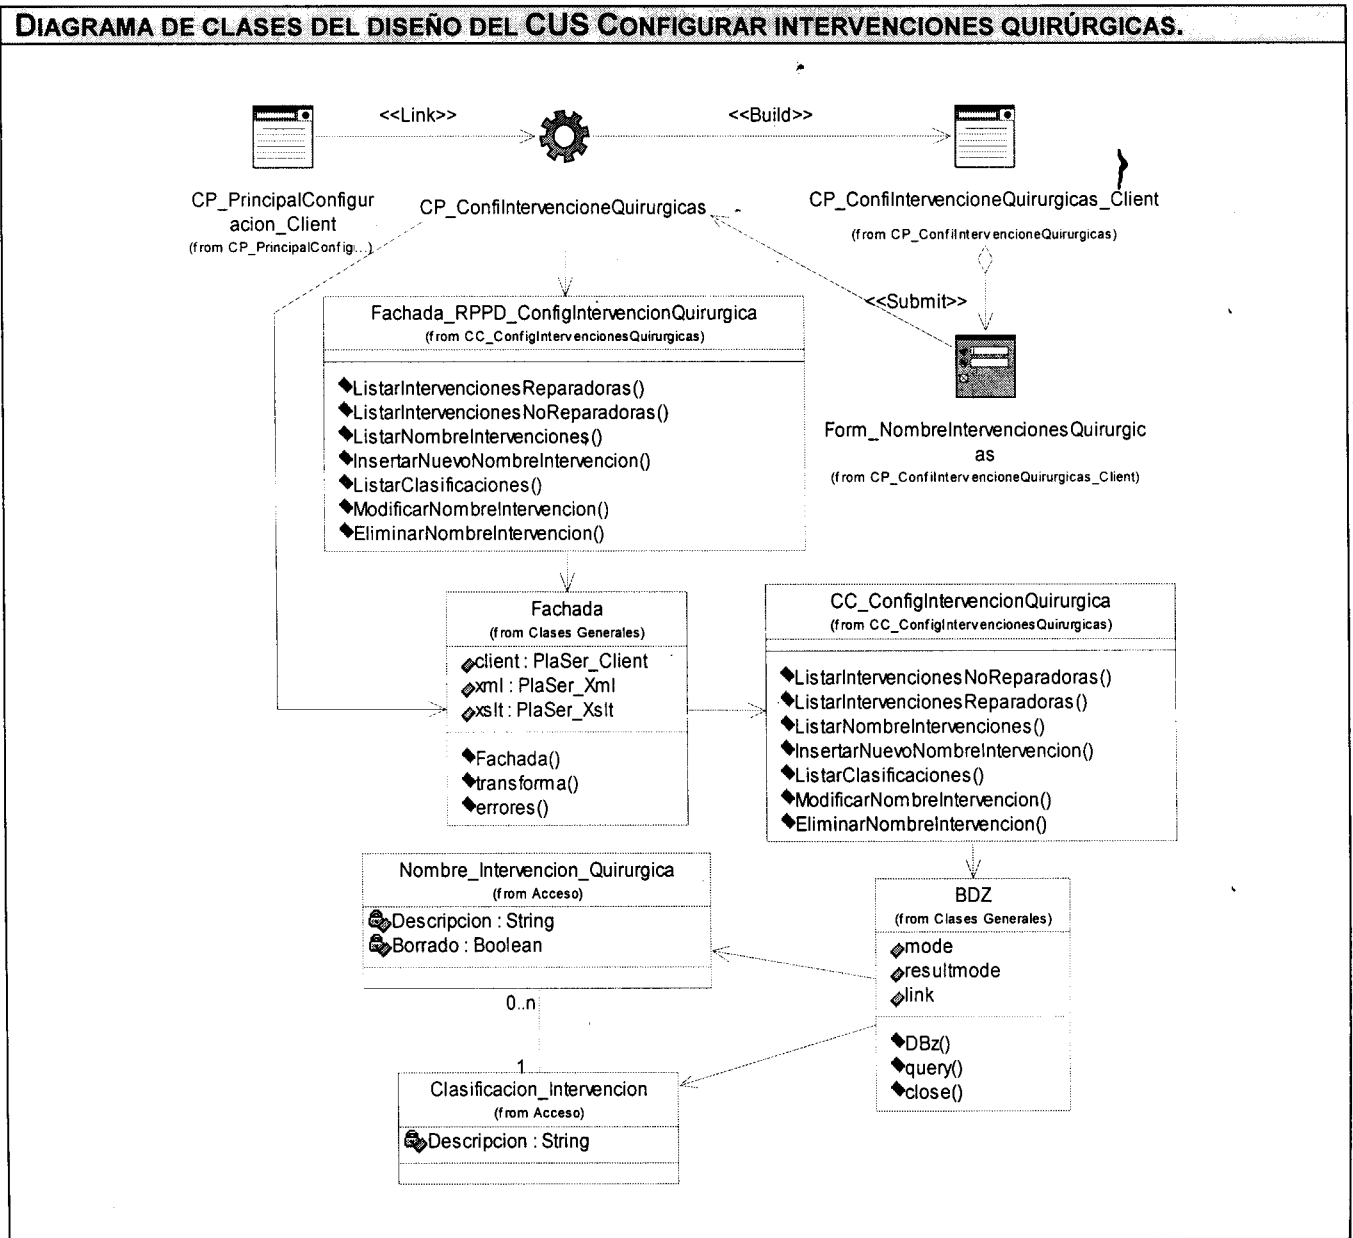 DIAGRAMA DE CLASES DEL DISEÑO DEL CUS CONFIGURAR INTERVENCIONES QUIRÚRGICAS.
<<Link>>
<<Build>>
CP_PrincipalConfigur
acion_Client
(from CP_PrincipalConfig...)
CP_ConfiIntervencioneQuirurgicas
CP_ConfiIntervencioneQuirurgicas_Client
(from CP_ConfiIntervencioneQuirurgicas)
<<Submit>>
Fachada_RPPD_ConfigIntervencionQuirurgica
(from CC_ConfigIntervencionesQuirurgicas)
ListarIntervencionesReparadoras()
ListarIntervencionesNoReparadoras()
ListarNombreIntervenciones()
InsertarNuevoNombreIntervencion()
ListarClasificaciones()
ModificarNombreIntervencion()
EliminarNombreIntervencion()
Form_NombreIntervencionesQuirurgic
as
(from CP_ConfiIntervencioneQuirurgicas_Client)
Fachada
(from Clases Generales)
client : PlaSer_Client
xml : PlaSer_Xml
xslt : PlaSer_Xslt
Fachada()
transforma()
errores()
CC_ConfigIntervencionQuirurgica
(from CC_ConfigIntervencionesQuirurgicas)
ListarIntervencionesNoReparadoras()
ListarIntervencionesReparadoras()
ListarNombreIntervenciones()
InsertarNuevoNombreIntervencion()
ListarClasificaciones()
ModificarNombreIntervencion()
EliminarNombreIntervencion()
Nombre_Intervencion_Quirurgica
(from Acceso)
Descripcion : String
Borrado : Boolean
0..n
1
BDZ
(from Clases Generales)
mode
resultmode
link
DBz()
query()
close()
Clasificacion_Intervencion
(from Acceso)
Descripcion : String